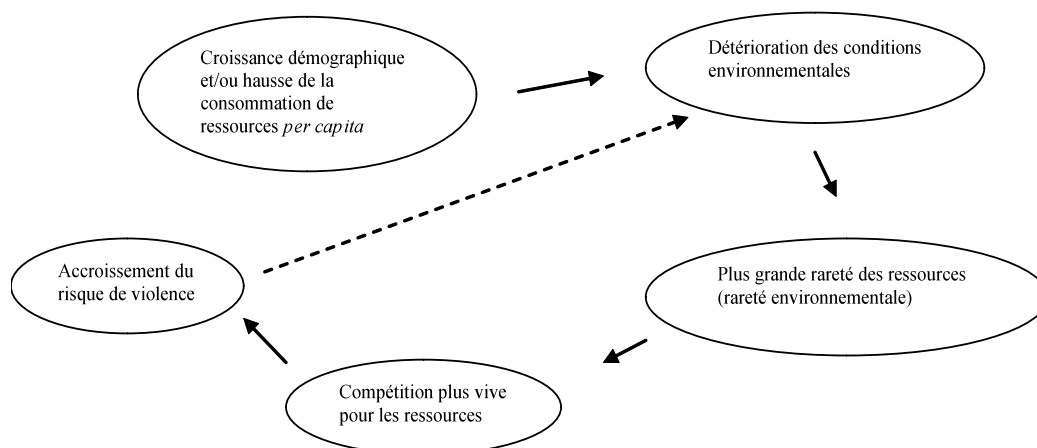 Croissance démographique
et/ou hausse de la
consommation de
ressources per capita
Détérioration des conditions
environnementales
Plus grande rareté des ressources
(rareté environnementale)
Compétition plus vive
pour les ressources
Accroissement du
risque de violence